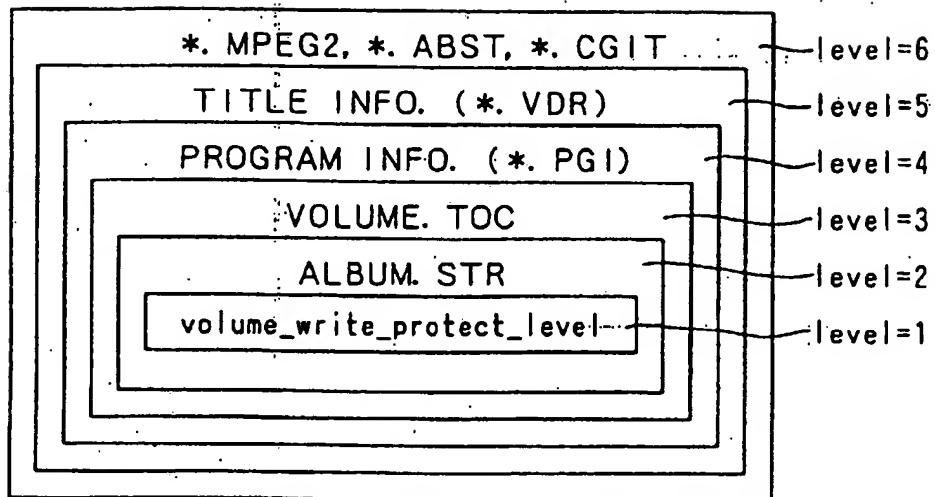 *. MPEG2, *. ABST, *. CGIT level=6
TITLE INFO. (*. VDR) level=5
PROGRAM INFO. (*. PGI) level=4
VOLUME. TOC level=3
ALBUM. STR level=2
volume_write_protect_level level=1